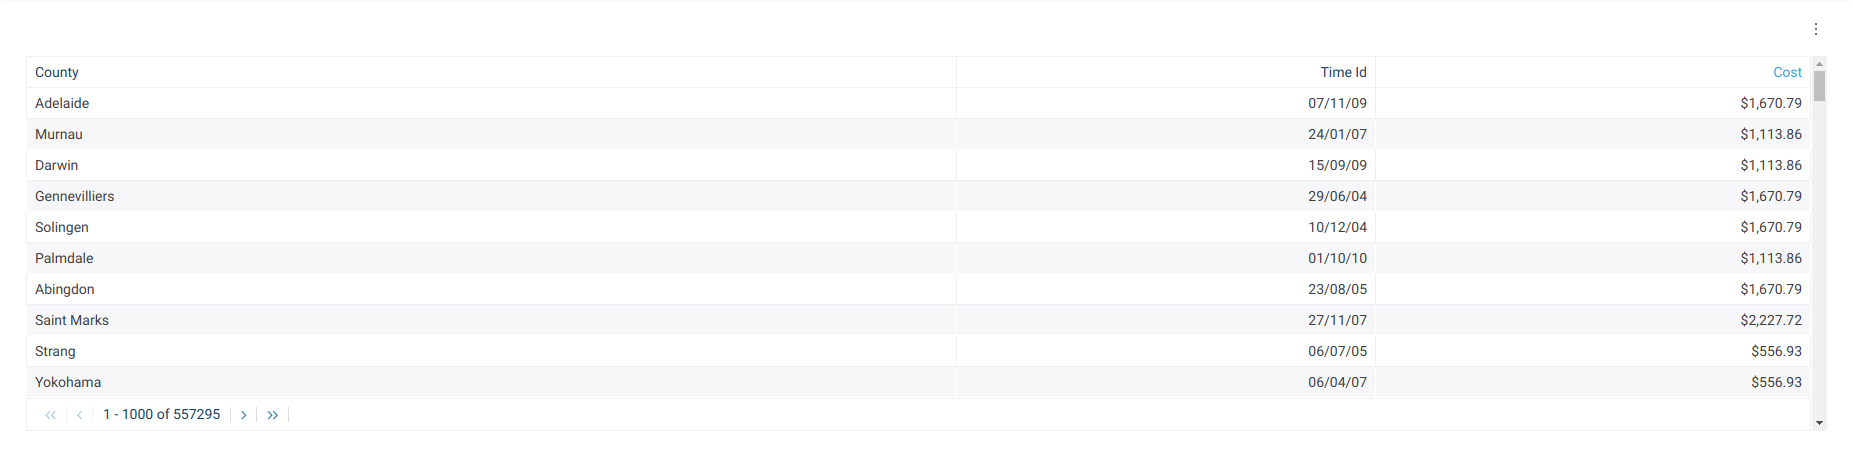 County Time Id Cost
Adelaide 07/11/09 $1,670.79
Murnau 24/01/07 $1,113.86
Darwin 15/09/09 $1,113.86
Gennevilliers 29/06/04 $1,670.79
Solingen 10/12/04 $1,670.79
Palmdale 01/10/10 $1,113.86
Abingdon 23/08/05 $1,670.79
Saint Marks 27/11/07 $2,227.72
Strang 06/07/05 $556.93
Yokohama 06/04/07 $556.93
1 - 1000 of 557295